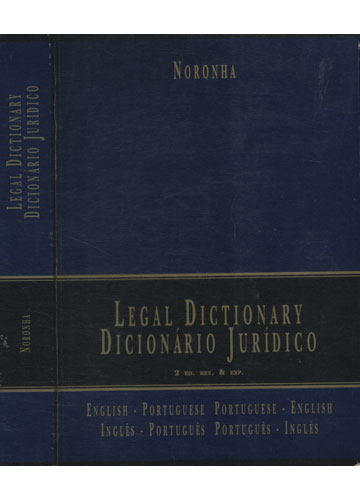 LEGAL DICTIONARY
DICIONÁRIO JURÍDICO
NORONHA
NORONHA
LEGAL DICTIONARY
DICIONÁRIO JURÍDICO
2 ED. REV. & EXP.
ENGLISH - PORTUGUESE PORTUGUESE - ENGLISH
INGLÊS - PORTUGUÊS PORTUGUÊS - INGLÊS